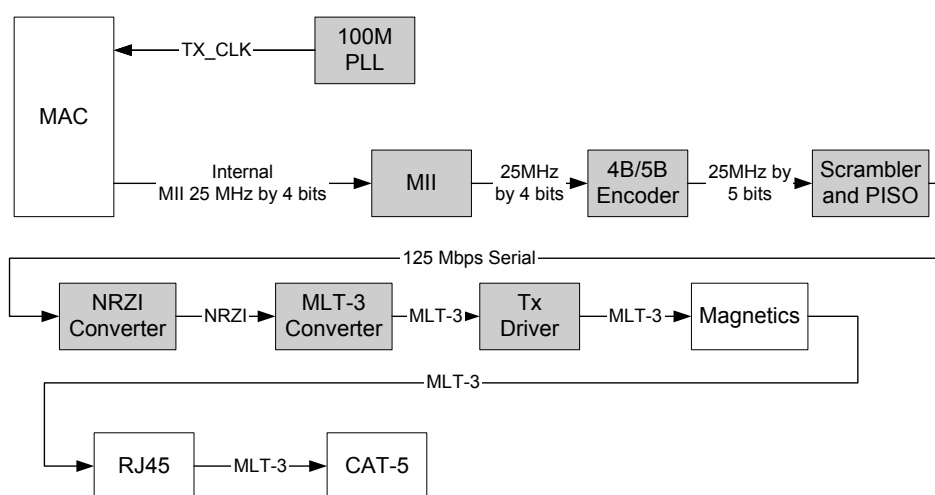 100M
PLL
TX_CLK
MAC
Internal
MII 25 MHz by 4 bits
MII
25MHz
by 4 bits
4B/5B
Encoder
25MHz by
5 bits
Scrambler
and PISO
125 Mbps Serial
NRZI
Converter
NRZI
MLT-3
Converter
MLT-3
Tx
Driver
MLT-3
Magnetics
MLT-3
RJ45
MLT-3
CAT-5